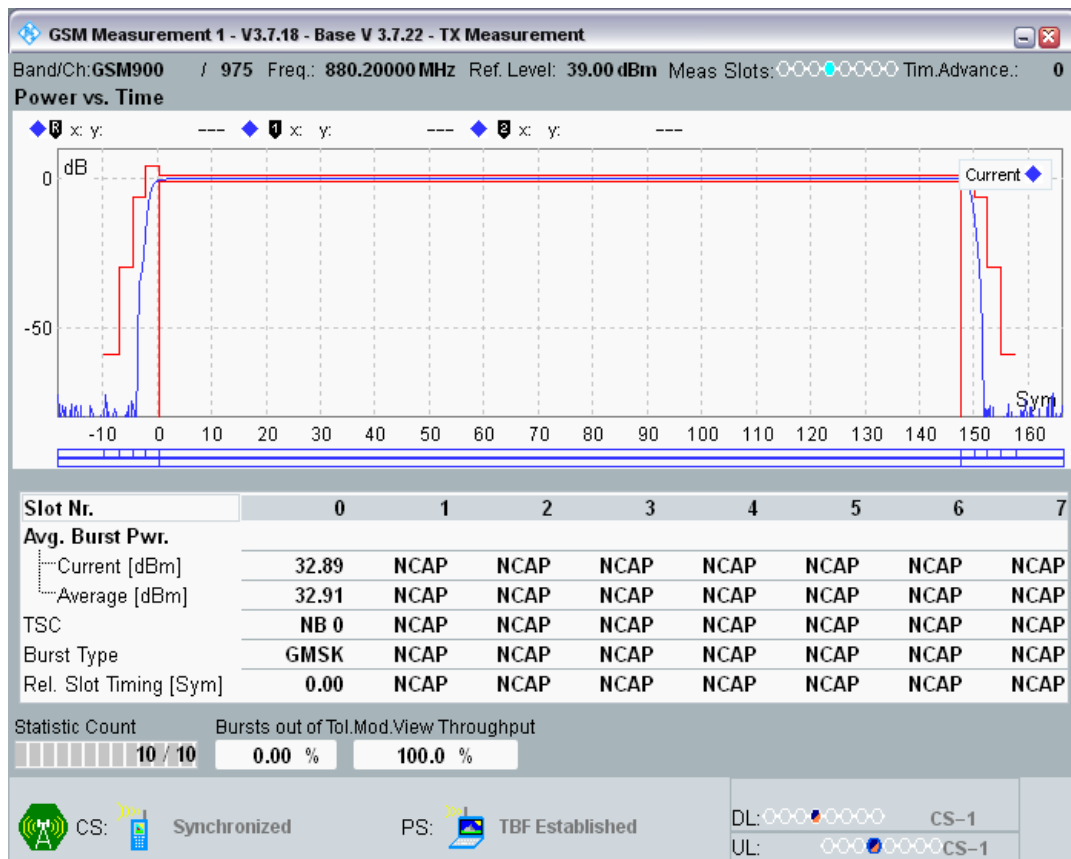 GSM Measurement 1 - V3.7.18 - Base V 3.7.22 - TX Measurement
Band/Ch:GSM900 / 975 Freq.: 880.20000 MHz Ref. Level: 39.00 dBm Meas Slots: Tim.Advance.: 0
Power vs. Time
R x: y: --- 1 x: y: --- 2 x: y: ---
dB
Current
0
-50
Sym
-10 0 10 20 30 40 50 60 70 80 90 100 110 120 130 140 150 160
Slot Nr. 0 1 2 3 4 5 6 7
Avg. Burst Pwr.
Current [dBm] 32.89 NCAP NCAP NCAP NCAP NCAP NCAP NCAP
Average [dBm] 32.91 NCAP NCAP NCAP NCAP NCAP NCAP NCAP
TSC NB 0 NCAP NCAP NCAP NCAP NCAP NCAP NCAP
Burst Type GMSK NCAP NCAP NCAP NCAP NCAP NCAP NCAP
Rel. Slot Timing [Sym] 0.00 NCAP NCAP NCAP NCAP NCAP NCAP NCAP
Statistic Count Bursts out of Tol.Mod.View Throughput
10 / 10 0.00 % 100.0 %
CS: Synchronized PS: TBF Established
DL: CS-1
UL: CS-1